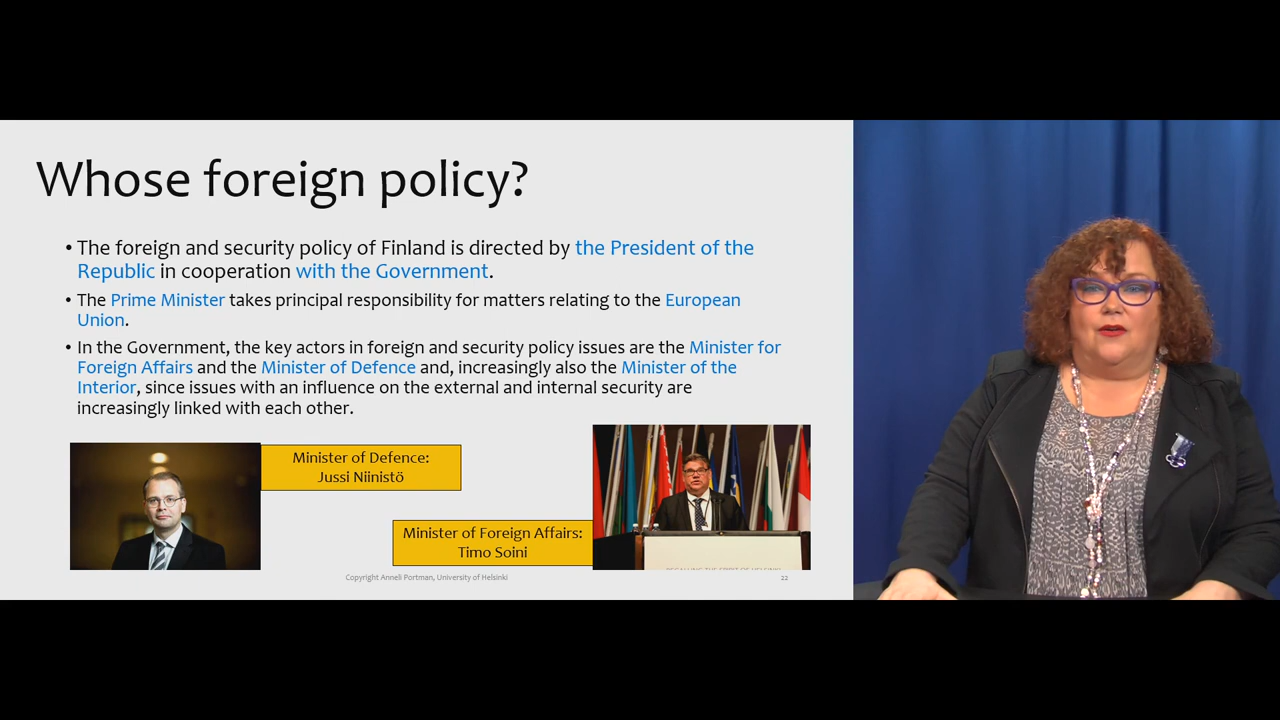 Whose foreign policy?
• The foreign and security policy of Finland is directed by the President of the
Republic in cooperation with the Government.
• The Prime Minister takes principal responsibility for matters relating to the European
Union.
• In the Government, the key actors in foreign and security policy issues are the Minister for
Foreign Affairs and the Minister of Defence and, increasingly also the Minister of the
Interior, since issues with an influence on the external and internal security are
increasingly linked with each other.
Minister of Defence:
Jussi Niinistö
Minister of Foreign Affairs:
Timo Soini
Copyright Anneli Portman, University of Helsinki
22